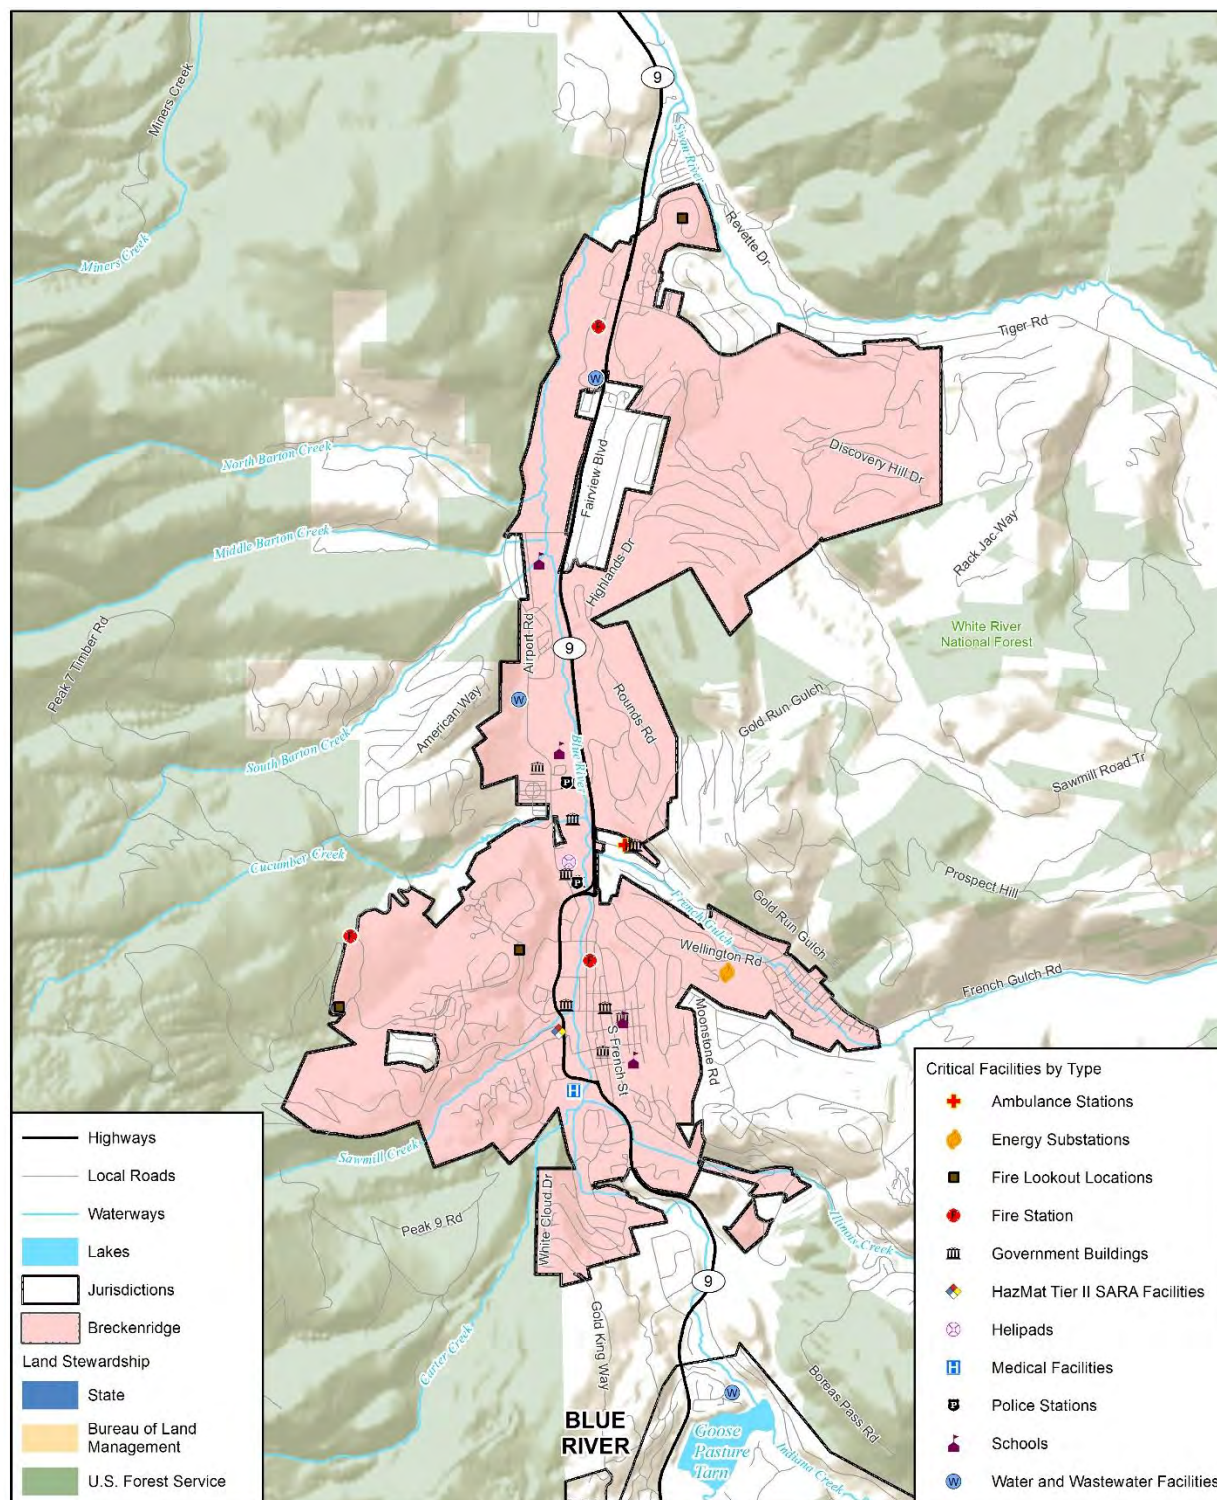 9
Miners Creek
Swan River
Miners Creek
Revette Dr
Tiger Rd
W
Fairview Blvd
Discovery Hill Dr
North Barton Creek
Middle Barton Creek
Highlands Dr
Rack Jac Way
White River
National Forest
Peak 7 Timber Rd
Airport Rd
9
American Way
Rounds Rd
Gold Run Gulch
W
South Barton Creek
Blue River
Sawmill Road Tr
P
Cucumber Creek
Prospect Hill
P
French Gulch
Gold Run Gulch
F
Wellington Rd
French Gulch Rd
F
Moonstone Rd
S French St
H
Sawmill Creek
White Cloud Dr
Peak 9 Rd
Illinois Creek
9
Gold King Way
Carter Creek
Boreas Pass Rd
W
BLUE
RIVER
Goose
Pasture
Tarn
Indiana Creek
Highways
Local Roads
Waterways
Lakes
Jurisdictions
Breckenridge
Land Stewardship
State
Bureau of Land
Management
U.S. Forest Service
Critical Facilities by Type
Ambulance Stations
Energy Substations
Fire Lookout Locations
F Fire Station
Government Buildings
HazMat Tier II SARA Facilities
Helipads
H Medical Facilities
P Police Stations
Schools
W Water and Wastewater Facilities